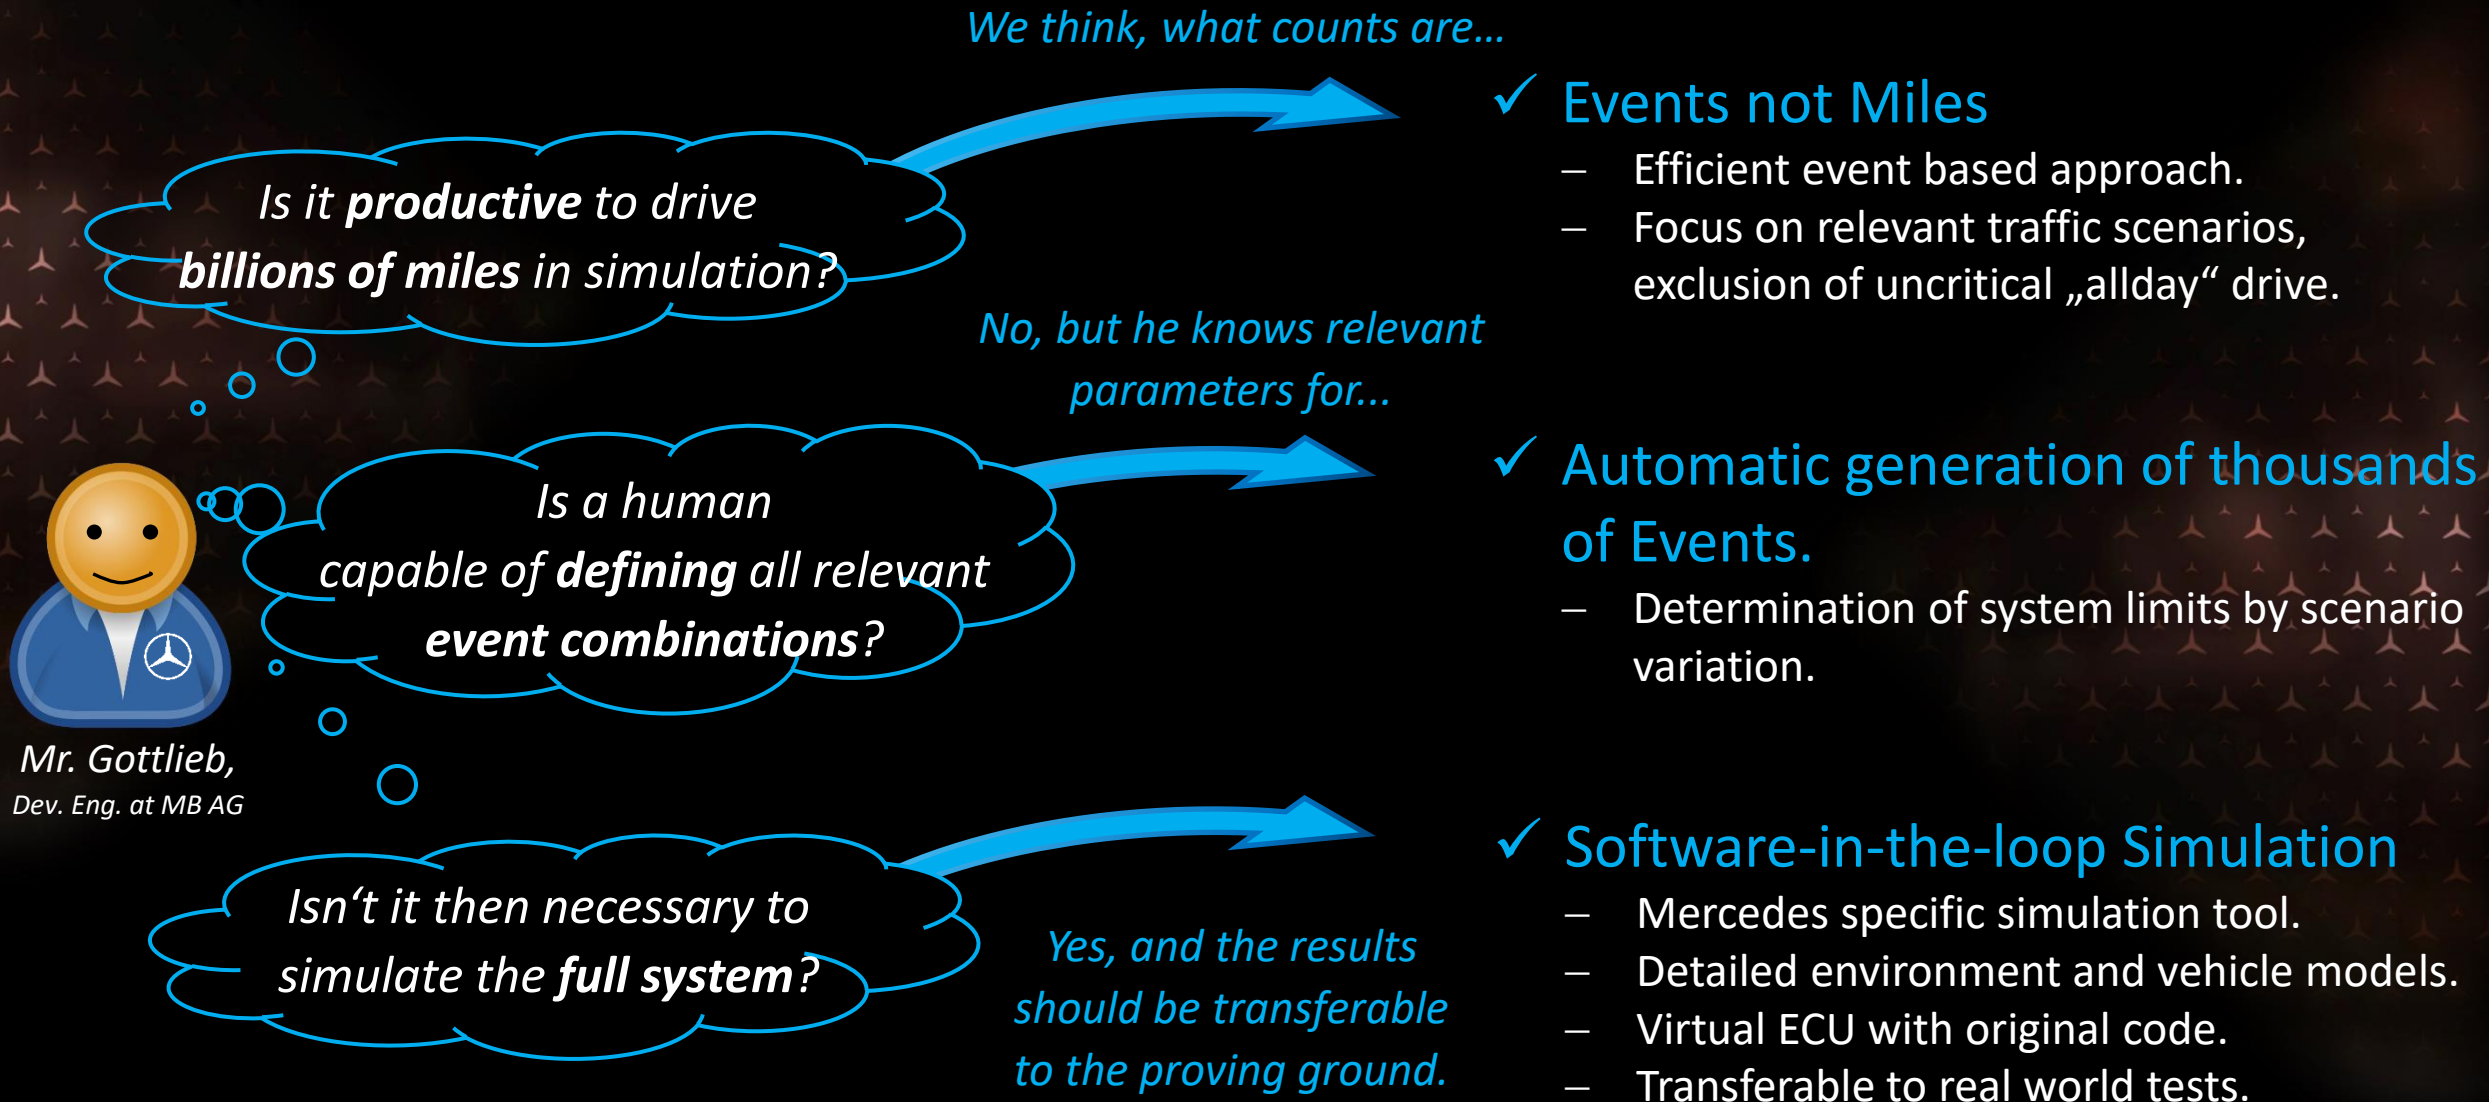 We think, what counts are...
✓ Events not Miles
– Efficient event based approach.
– Focus on relevant traffic scenarios,
exclusion of uncritical „allday“ drive.
Is it productive to drive
billions of miles in simulation?
No, but he knows relevant
parameters for...
✓ Automatic generation of thousands
of Events.
– Determination of system limits by scenario
variation.
Is a human
capable of defining all relevant
event combinations?
Mr. Gottlieb,
Dev. Eng. at MB AG
✓ Software-in-the-loop Simulation
– Mercedes specific simulation tool.
– Detailed environment and vehicle models.
– Virtual ECU with original code.
– Transferable to real world tests.
Isn‘t it then necessary to
simulate the full system?
Yes, and the results
should be transferable
to the proving ground.